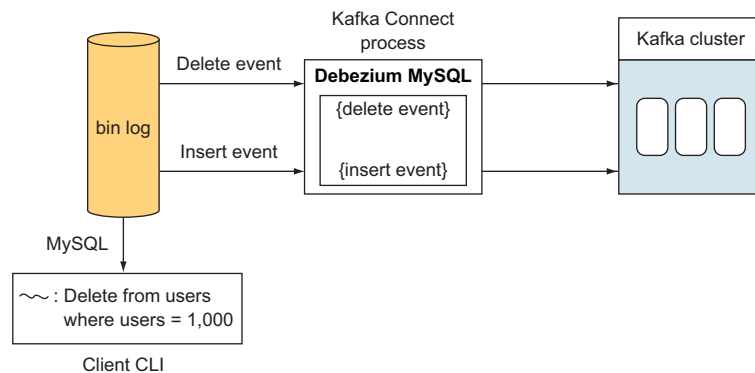 Kafka Connect
process
Kafka cluster
Delete event
Debezium MySQL
{delete event}
bin log
Insert event
{insert event}
MySQL
: Delete from users
where users = 1,000
Client CLI